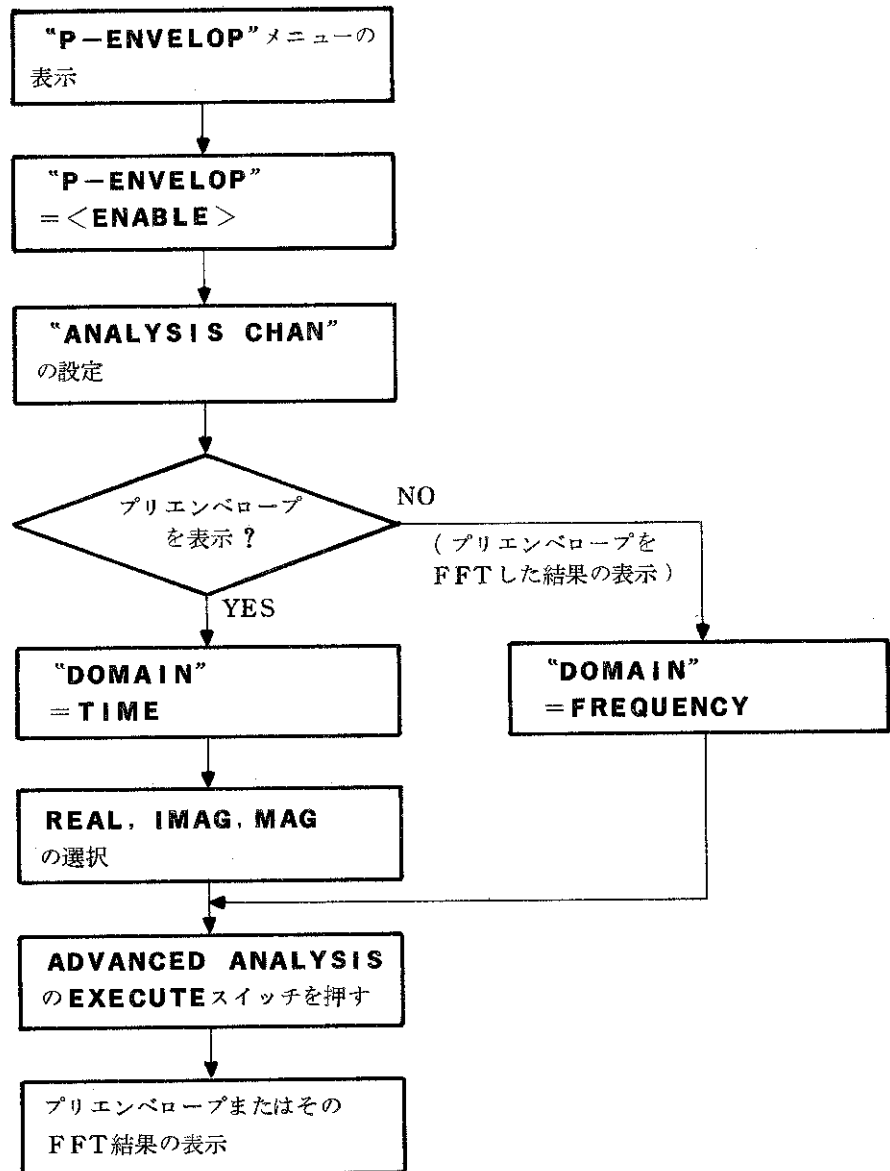 “P−ENVELOP”メニューの
表示
“P−ENVELOP”
＝＜ENABLE＞
“ANALYSIS CHAN”
の設定
プリエンベロープ
を表示？
NO
（プリエンベロープを
FFTした結果の表示）
YES
“DOMAIN”
＝TIME
“DOMAIN”
＝FREQUENCY
REAL, IMAG, MAG
の選択
ADVANCED ANALYSIS
のEXECUTEスイッチを押す
プリエンベロープまたはその
FFT結果の表示